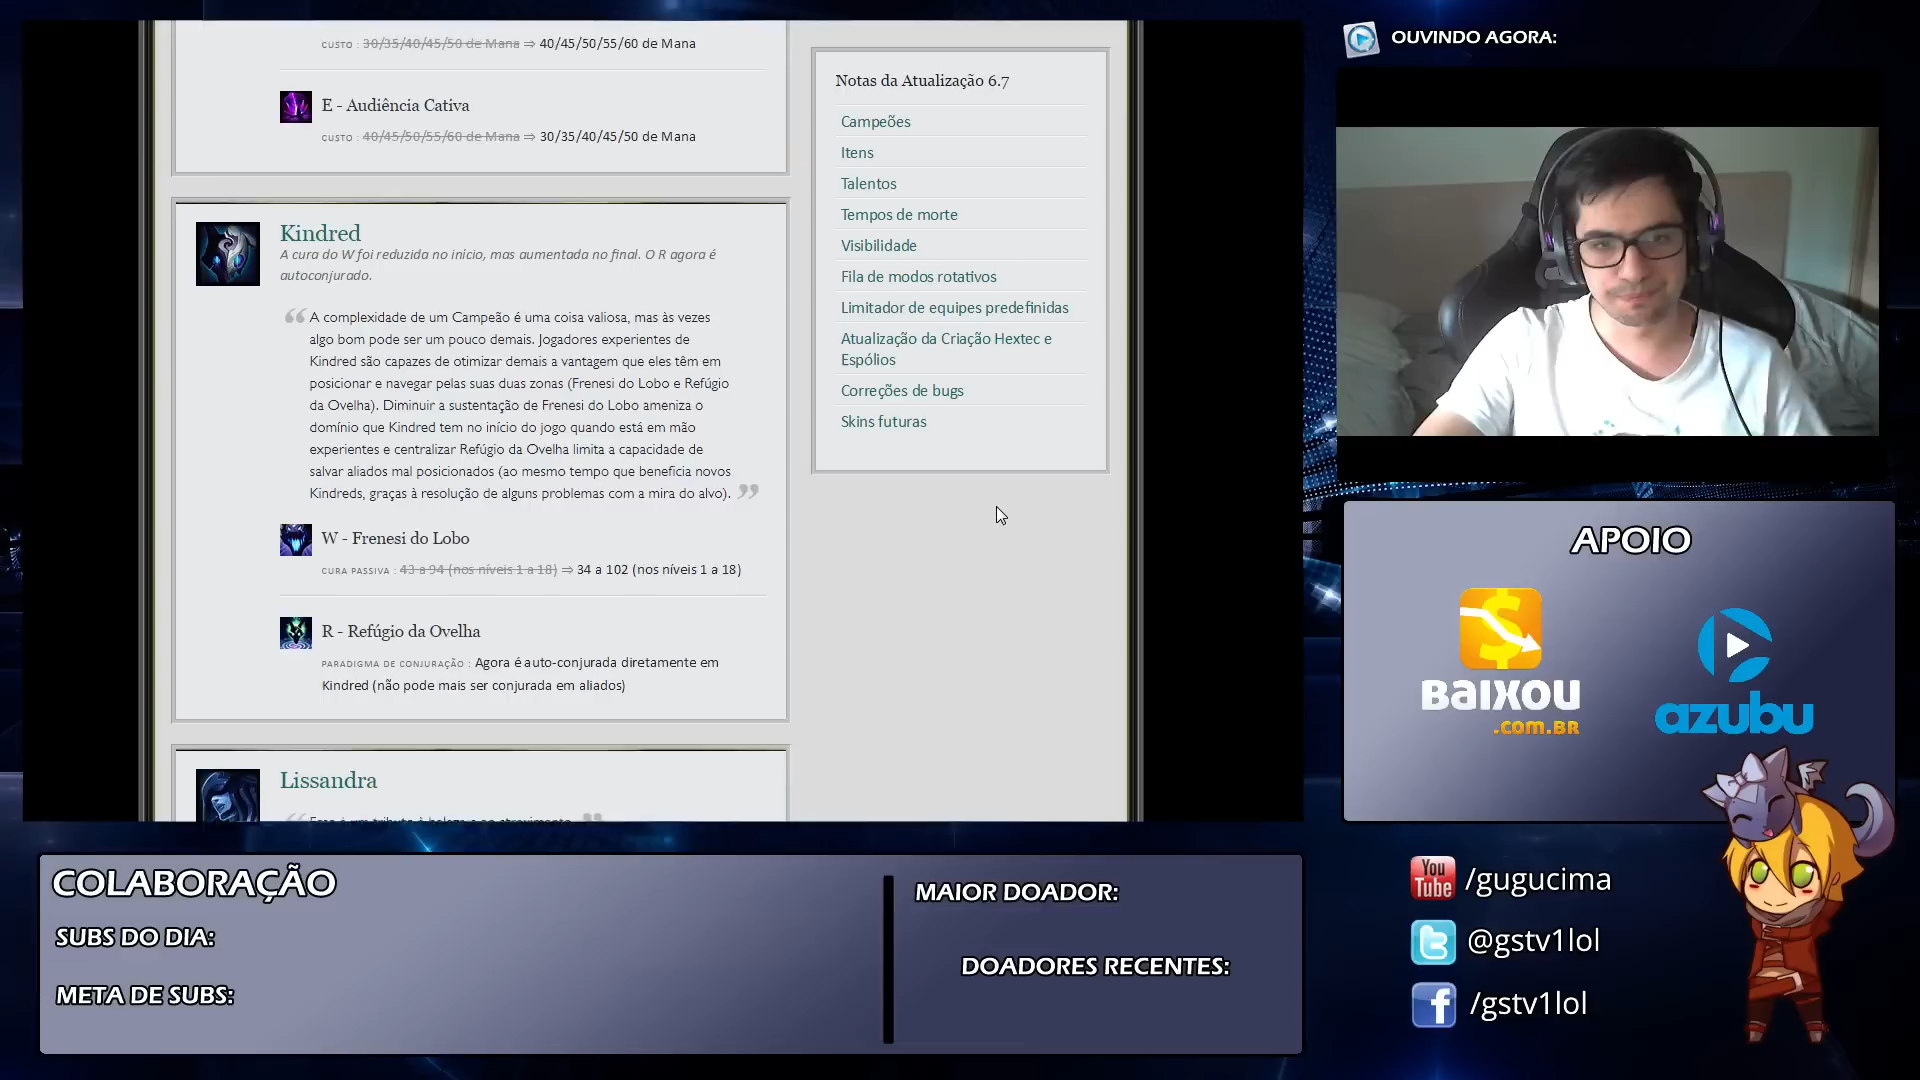 CUSTO : 30/35/40/45/50 de Mana ⇒ 40/45/50/55/60 de Mana
E - Audiência Cativa
CUSTO : 40/45/50/55/60 de Mana ⇒ 30/35/40/45/50 de Mana
Kindred
A cura do W foi reduzida no início, mas aumentada no final. O R agora é
autoconjurado.
“ A complexidade de um Campeão é uma coisa valiosa, mas às vezes
algo bom pode ser um pouco demais. Jogadores experientes de
Kindred são capazes de otimizar demais a vantagem que eles têm em
posicionar e navegar pelas suas duas zonas (Frenesi do Lobo e Refúgio
da Ovelha). Diminuir a sustentação de Frenesi do Lobo ameniza o
domínio que Kindred tem no início do jogo quando está em mão
experientes e centralizar Refúgio da Ovelha limita a capacidade de
salvar aliados mal posicionados (ao mesmo tempo que beneficia novos
Kindreds, graças à resolução de alguns problemas com a mira do alvo). ”
W - Frenesi do Lobo
CURA PASSIVA : 43 a 94 (nos níveis 1 a 18) ⇒ 34 a 102 (nos níveis 1 a 18)
R - Refúgio da Ovelha
PARADIGMA DE CONJURAÇÃO : Agora é auto-conjurada diretamente em
Kindred (não pode mais ser conjurada em aliados)
Lissandra
Notas da Atualização 6.7
Campeões
Itens
Talentos
Tempos de morte
Visibilidade
Fila de modos rotativos
Limitador de equipes predefinidas
Atualização da Criação Hextec e
Espólios
Correções de bugs
Skins futuras
OUVINDO AGORA:
APOIO
BAIXOU
.COM.BR
azubu
COLABORAÇÃO
SUBS DO DIA:
META DE SUBS:
MAIOR DOADOR:
DOADORES RECENTES:
You
Tube
/gugucima
@gstv1lol
/gstv1lol